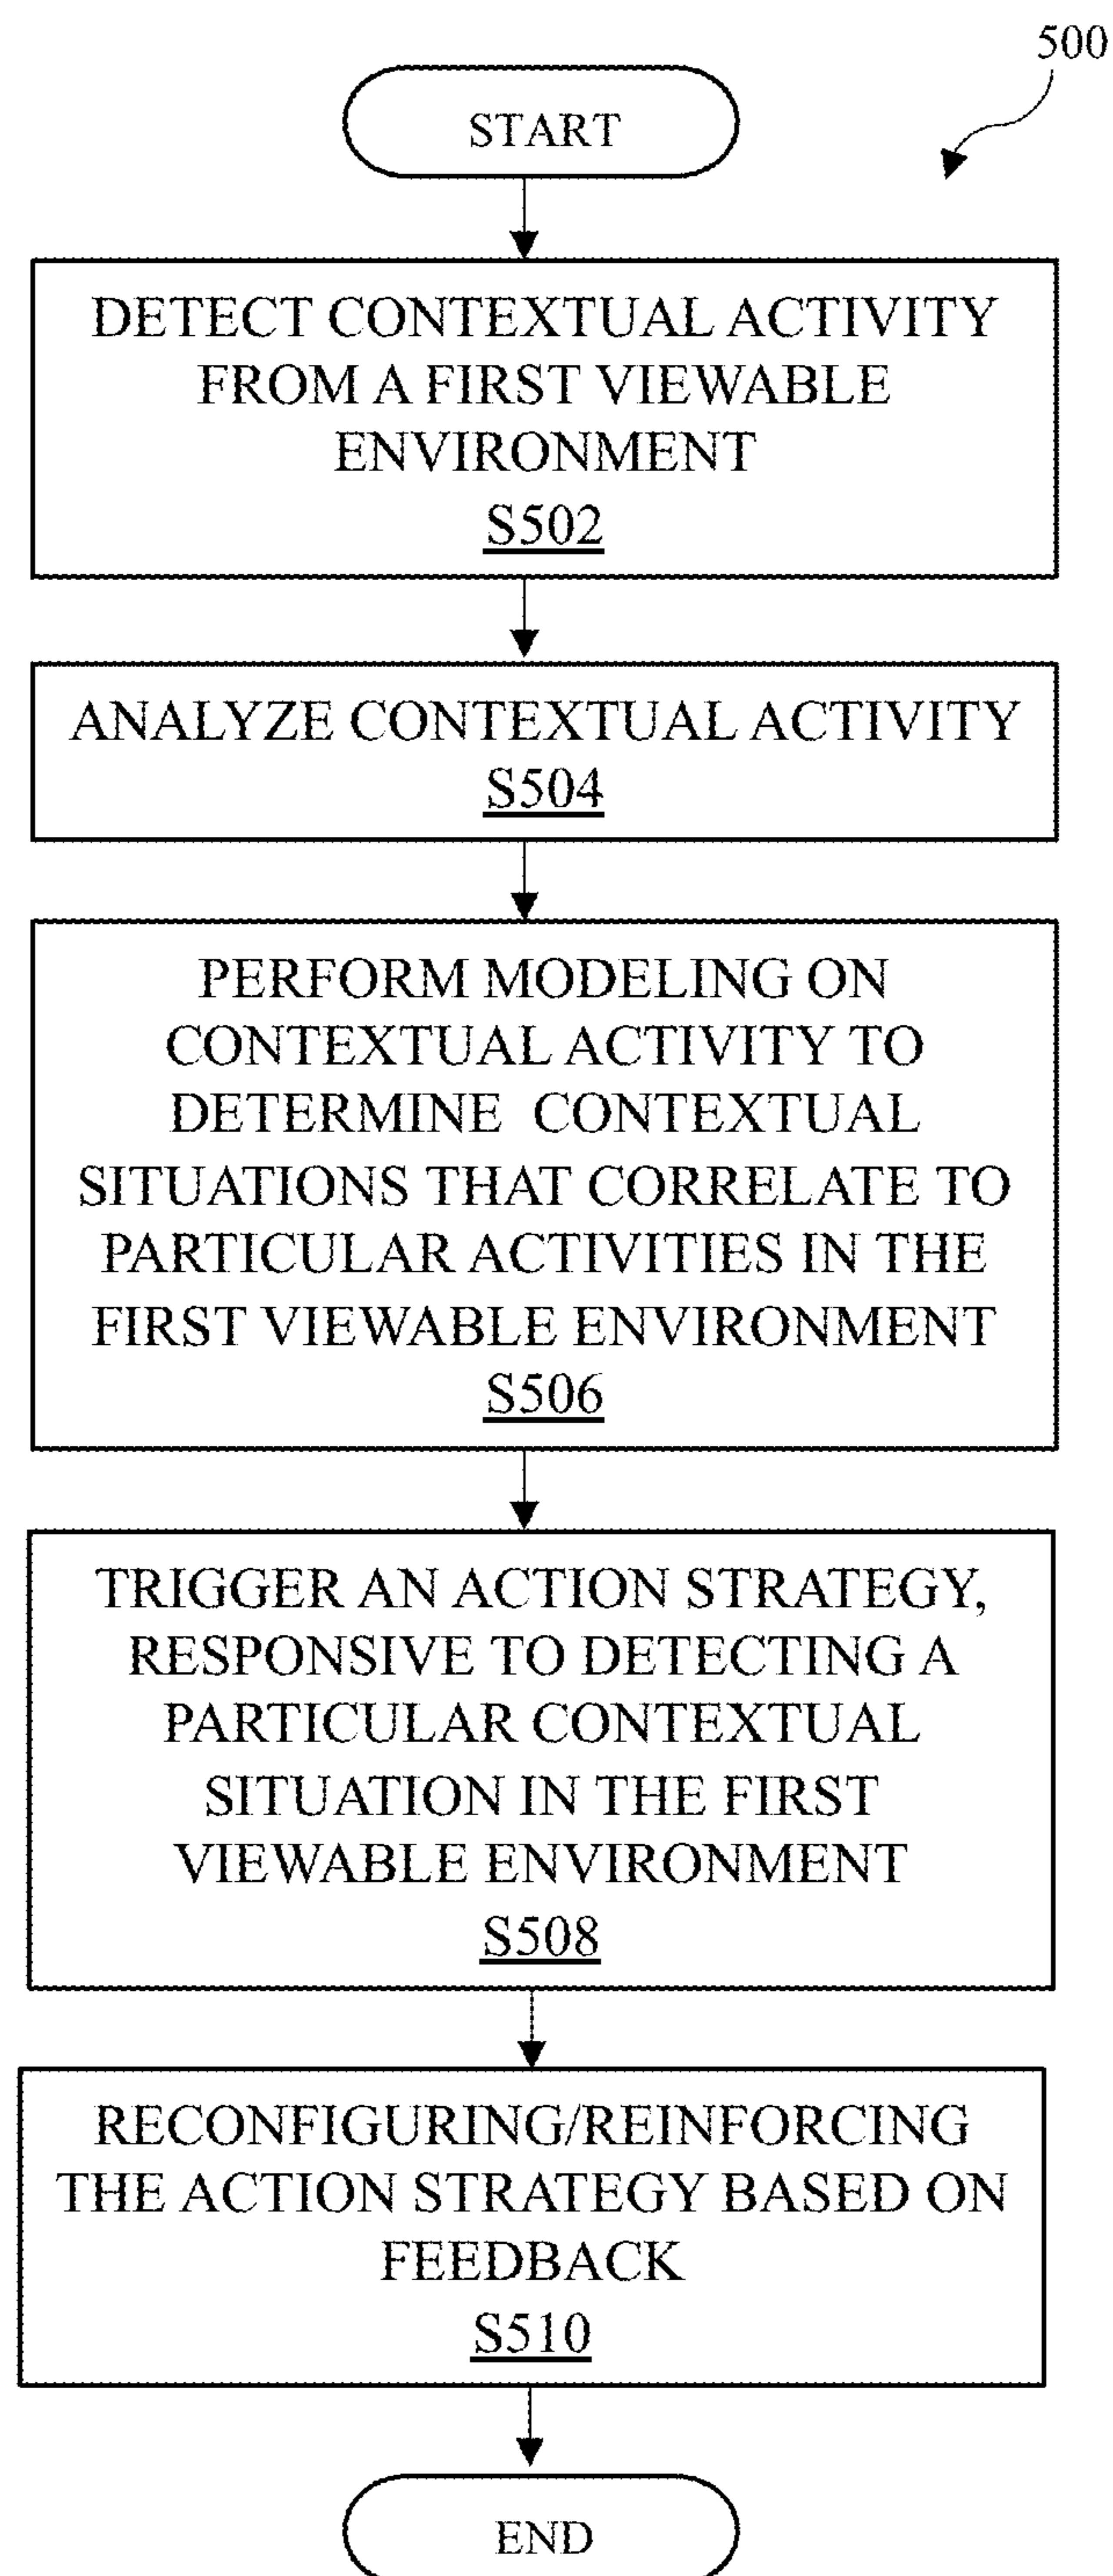 500
START
DETECT CONTEXTUAL ACTIVITY
FROM A FIRST VIEWABLE
ENVIRONMENT
S502
ANALYZE CONTEXTUAL ACTIVITY
S504
PERFORM MODELING ON
CONTEXTUAL ACTIVITY TO
DETERMINE CONTEXTUAL
SITUATIONS THAT CORRELATE TO
PARTICULAR ACTIVITIES IN THE
FIRST VIEWABLE ENVIRONMENT
S506
TRIGGER AN ACTION STRATEGY,
RESPONSIVE TO DETECTING A
PARTICULAR CONTEXTUAL
SITUATION IN THE FIRST
VIEWABLE ENVIRONMENT
S508
RECONFIGURING/REINFORCING
THE ACTION STRATEGY BASED ON
FEEDBACK
S510
END